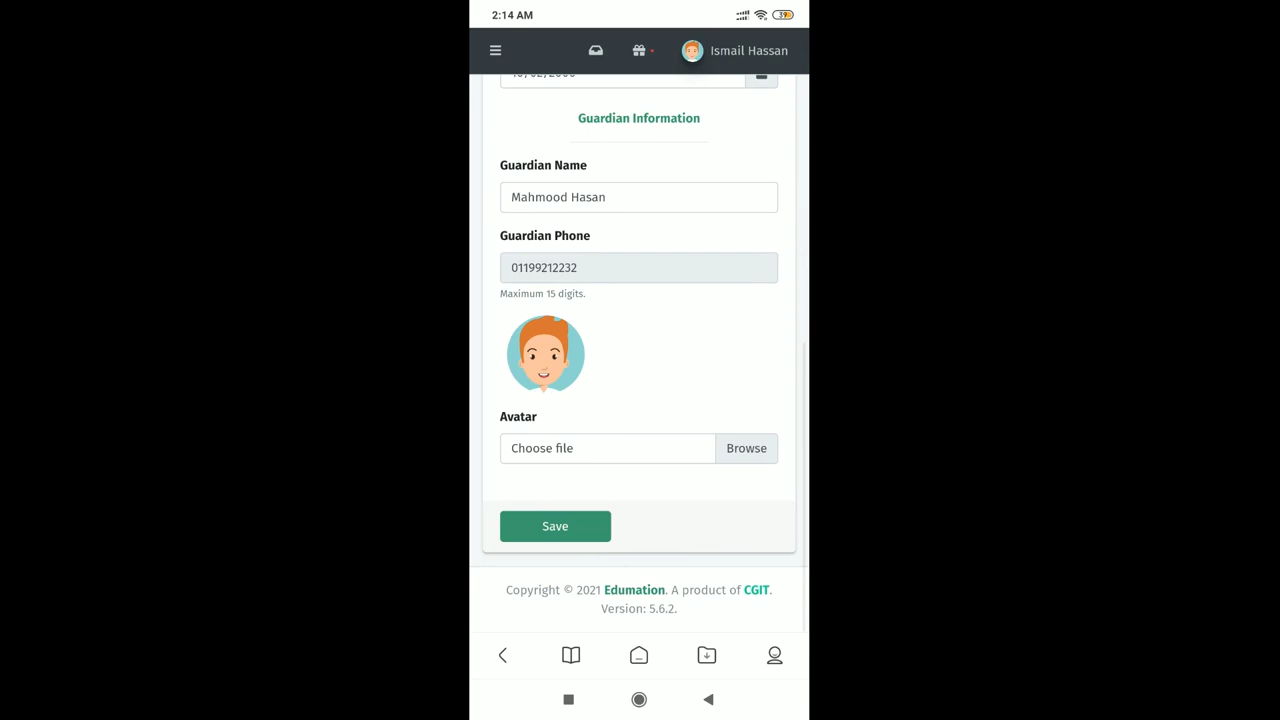 2:14 AM
39
Ismail Hassan
Guardian Information
Guardian Name
Mahmood Hasan
Guardian Phone
01199212232
Maximum 15 digits.
Avatar
Choose file
Browse
Save
Copyright © 2021 Edumation. A product of CGIT.
Version: 5.6.2.